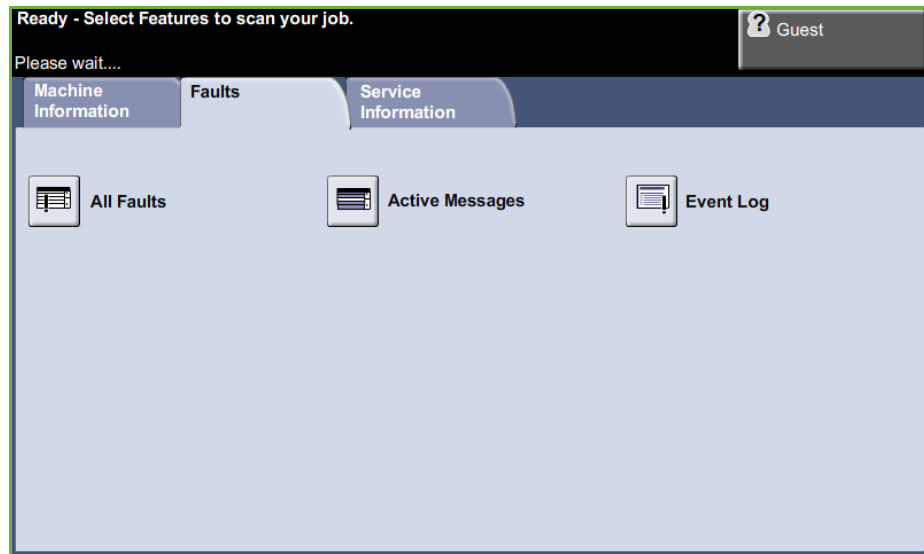 Ready - Select Features to scan your job.
Guest
Please wait....
Machine
Information
Faults
Service
Information
All Faults
Active Messages
Event Log